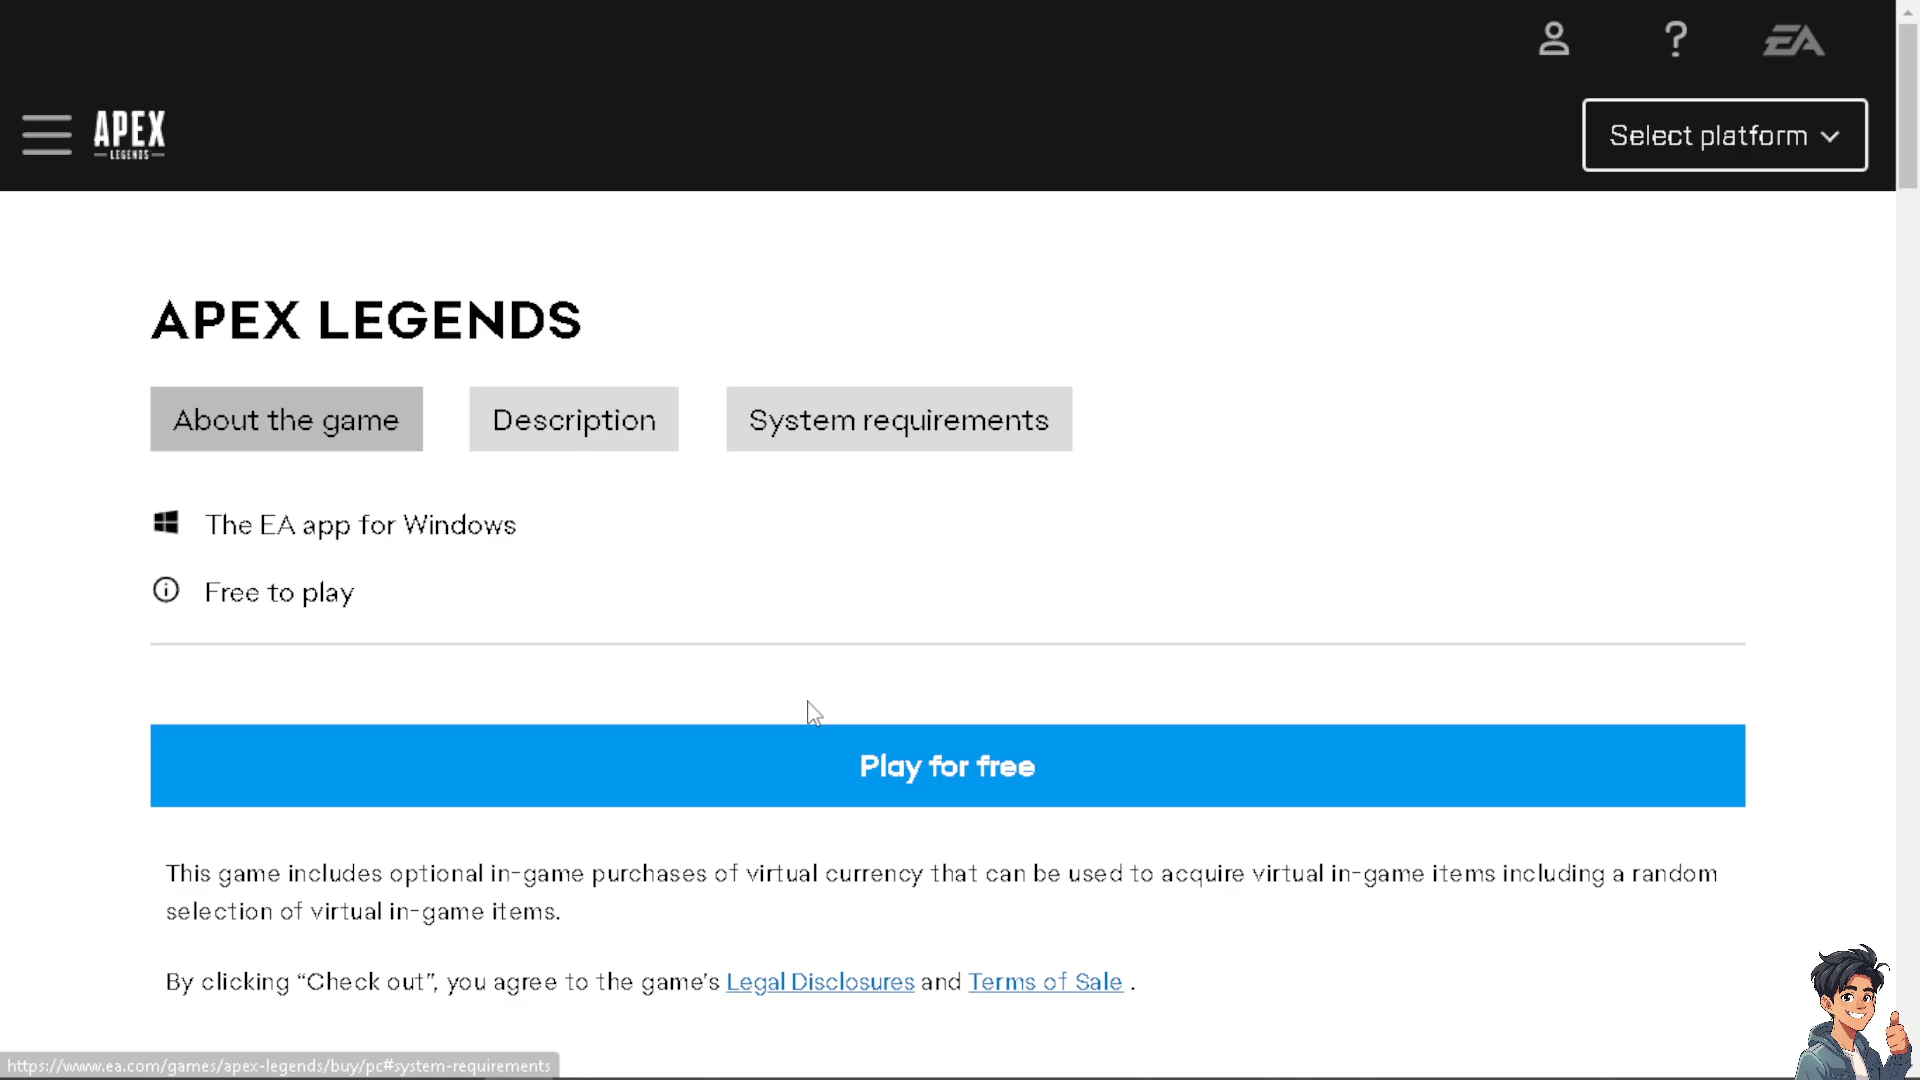 EA
APEX
LEGENDS
Select platform
APEX LEGENDS
About the game
Description
System requirements
The EA app for Windows
Free to play
Play for free
This game includes optional in-game purchases of virtual currency that can be used to acquire virtual in-game items including a random
selection of virtual in-game items.
By clicking “Check out”, you agree to the game’s Legal Disclosures and Terms of Sale .
https://www.ea.com/games/apex-legends/buy/pc#system-requirements